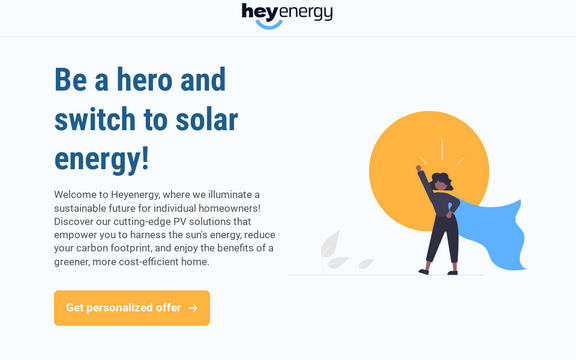 heyenergy
Be a hero and
switch to solar
energy!
Welcome to Heyenergy, where we illuminate a
sustainable future for individual homeowners!
Discover our cutting-edge PV solutions that
empower you to harness the sun's energy, reduce
your carbon footprint, and enjoy the benefits of a
greener, more cost-efficient home.
Get personalized offer →